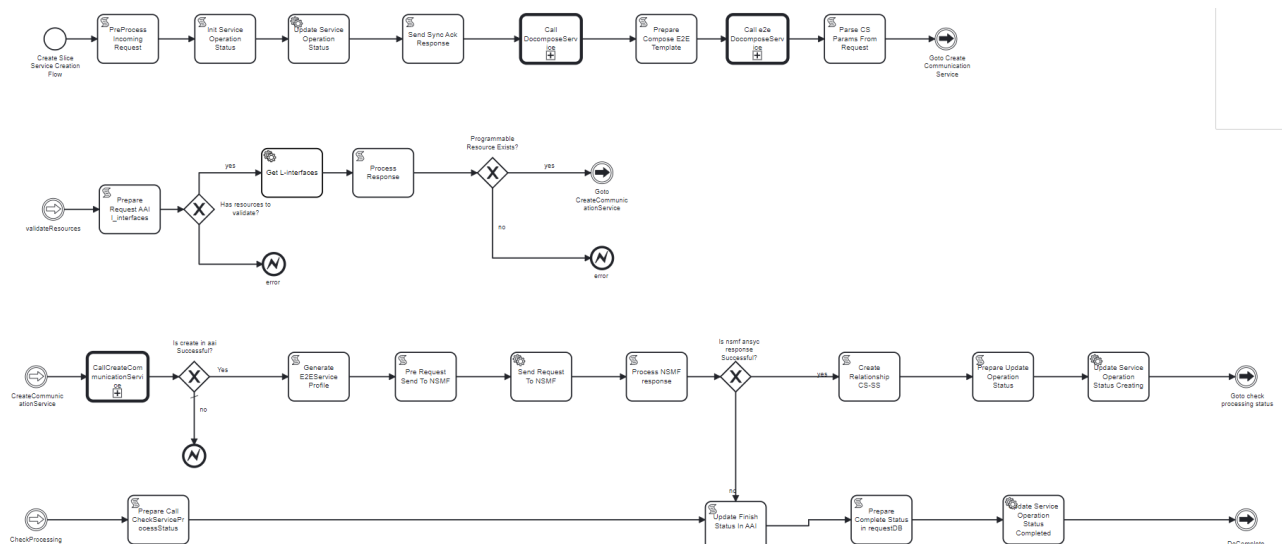 PreProcess
Incoming
Request
Init Service
Operation
Status
Update Service
Operation
Status
Send Sync Ack
Response
Call
DocomposeServ
ice
Prepare
Compose E2E
Template
Call e2e
DocomposeServ
ice
Parse CS
Params From
Request
Create Slice
Service Creation
Flow
Goto Create
Communication
Service
Programmable
Resource Exists?
yes
Get L-interfaces
Process
Response
yes
Goto
CreateCommunic
ationService
Prepare
Request AAI
l_interfaces
Has resources to
validate?
validateResources
no
error
error
Is create in aai
Successful?
Is nsmf ansyc
response
Successful?
CallCreateCom
municationServi
ce
Yes
Generate
E2EService
Profile
Pre Request
Send To NSMF
Send Request
To NSMF
Process NSMF
response
yes
Create
Relationship
CS-SS
Prepare Update
Operation
Status
Update Service
Operation
Status Creating
CreateCommunic
ationService
Goto check
processing status
no
no
Prepare Call
CheckServicePr
ocessStatus
Update Finish
Status in AAI
Prepare
Complete Status
in requestDB
Update Service
Operation
Status
Completed
CheckProcessing
DoComplete